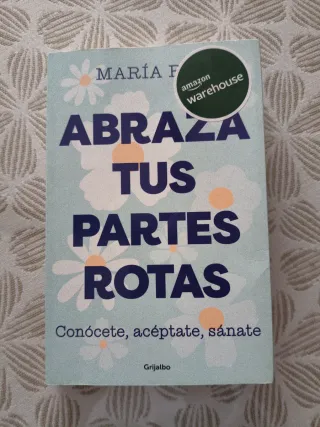 MARÍA
amazon
warehouse
ABRAZA
TUS
PARTES
ROTAS
Conócete, acéptate, sánate
Grijalbo